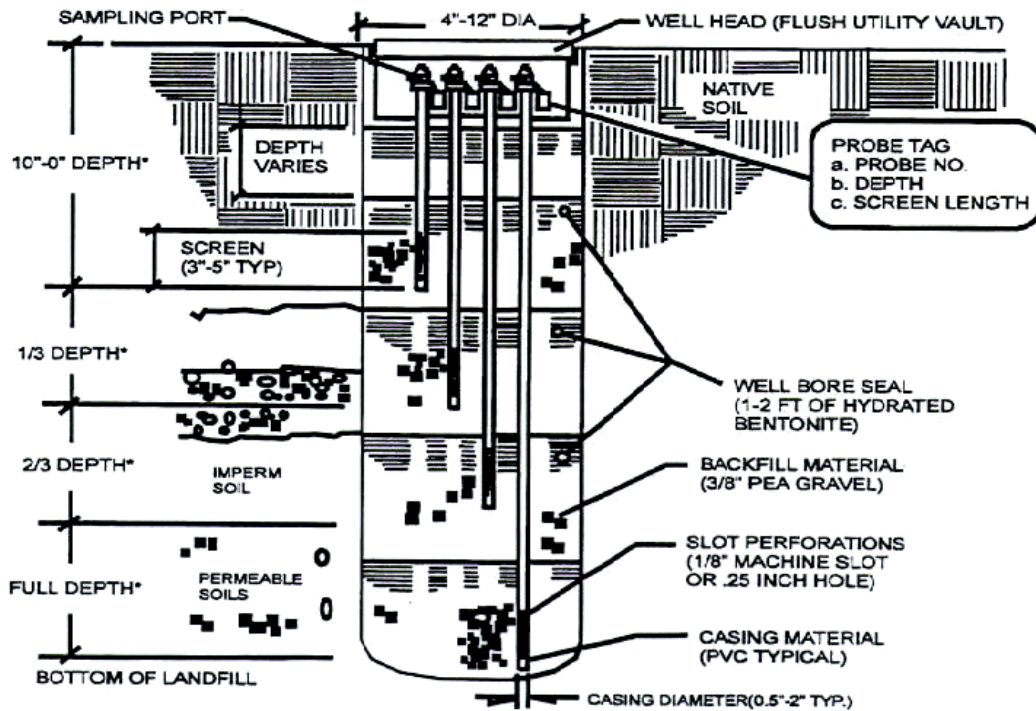 SAMPLING PORT
4"-12" DIA
WELL HEAD (FLUSH UTILITY VAULT)
NATIVE
SOIL
PROBE TAG
a. PROBE NO.
b. DEPTH
c. SCREEN LENGTH
10"-0" DEPTH*
DEPTH
VARIES
SCREEN
(3"-5" TYP)
1/3 DEPTH*
2/3 DEPTH*
IMPERM
SOIL
FULL DEPTH*
PERMEABLE
SOILS
BOTTOM OF LANDFILL
WELL BORE SEAL
(1-2 FT OF HYDRATED
BENTONITE)
BACKFILL MATERIAL
(3/8" PEA GRAVEL)
SLOT PERFORATIONS
(1/8" MACHINE SLOT
OR .25 INCH HOLE)
CASING MATERIAL
(PVC TYPICAL)
CASING DIAMETER(0.5"-2" TYP.)